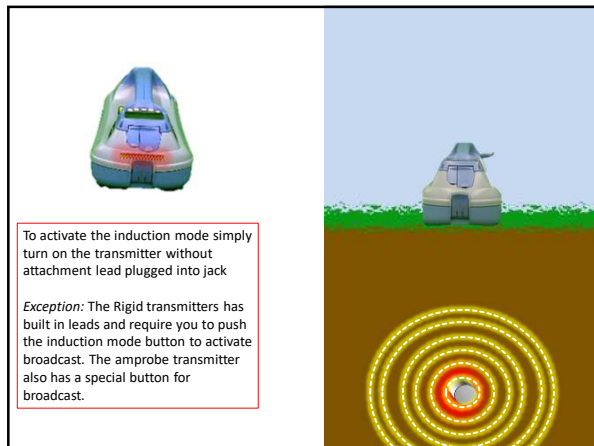 To activate the induction mode simply
turn on the transmitter without
attachment lead plugged into jack
Exception: The Rigid transmitters has
built in leads and require you to push
the induction mode button to activate
broadcast. The amprobe transmitter
also has a special button for
broadcast.